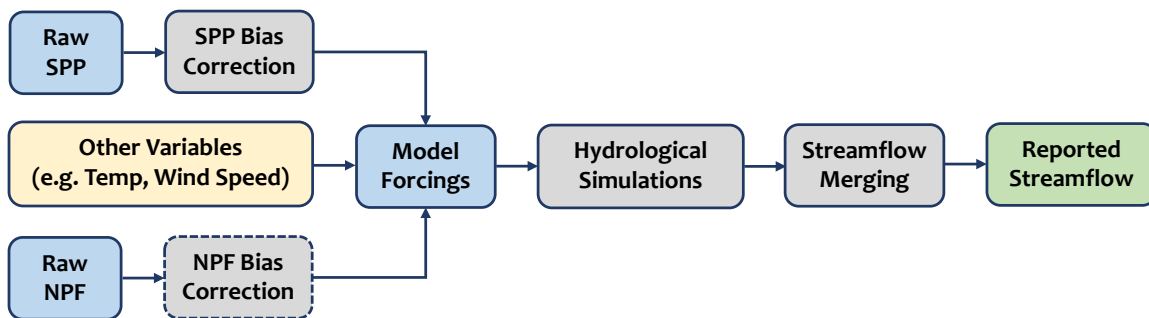 Raw
SPP
SPP Bias
Correction
Other Variables
(e.g. Temp, Wind Speed)
Model
Forcings
Hydrological
Simulations
Streamflow
Merging
Reported
Streamflow
Raw
NPF
NPF Bias
Correction